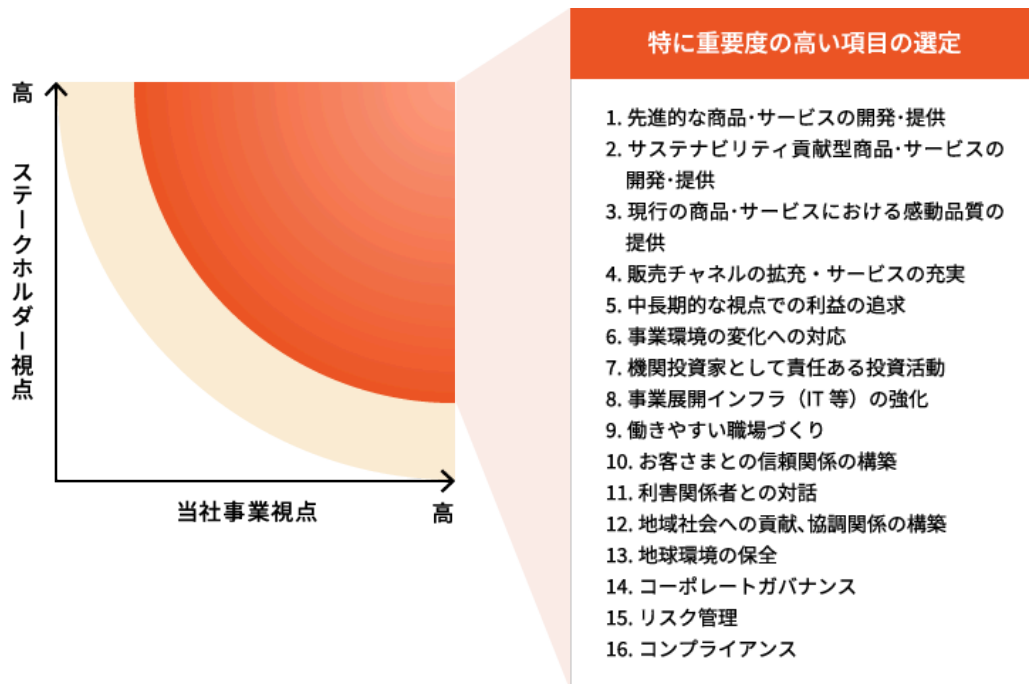 高
ステークホルダー視点
当社事業視点
高
特に重要度の高い項目の選定
1. 先進的な商品･サービスの開発･提供
2. サステナビリティ貢献型商品･サービスの
開発･提供
3. 現行の商品･サービスにおける感動品質の
提供
4. 販売チャネルの拡充・サービスの充実
5. 中長期的な視点での利益の追求
6. 事業環境の変化への対応
7. 機関投資家として責任ある投資活動
8. 事業展開インフラ（IT 等）の強化
9. 働きやすい職場づくり
10. お客さまとの信頼関係の構築
11. 利害関係者との対話
12. 地域社会への貢献､協調関係の構築
13. 地球環境の保全
14. コーポレートガバナンス
15. リスク管理
16. コンプライアンス